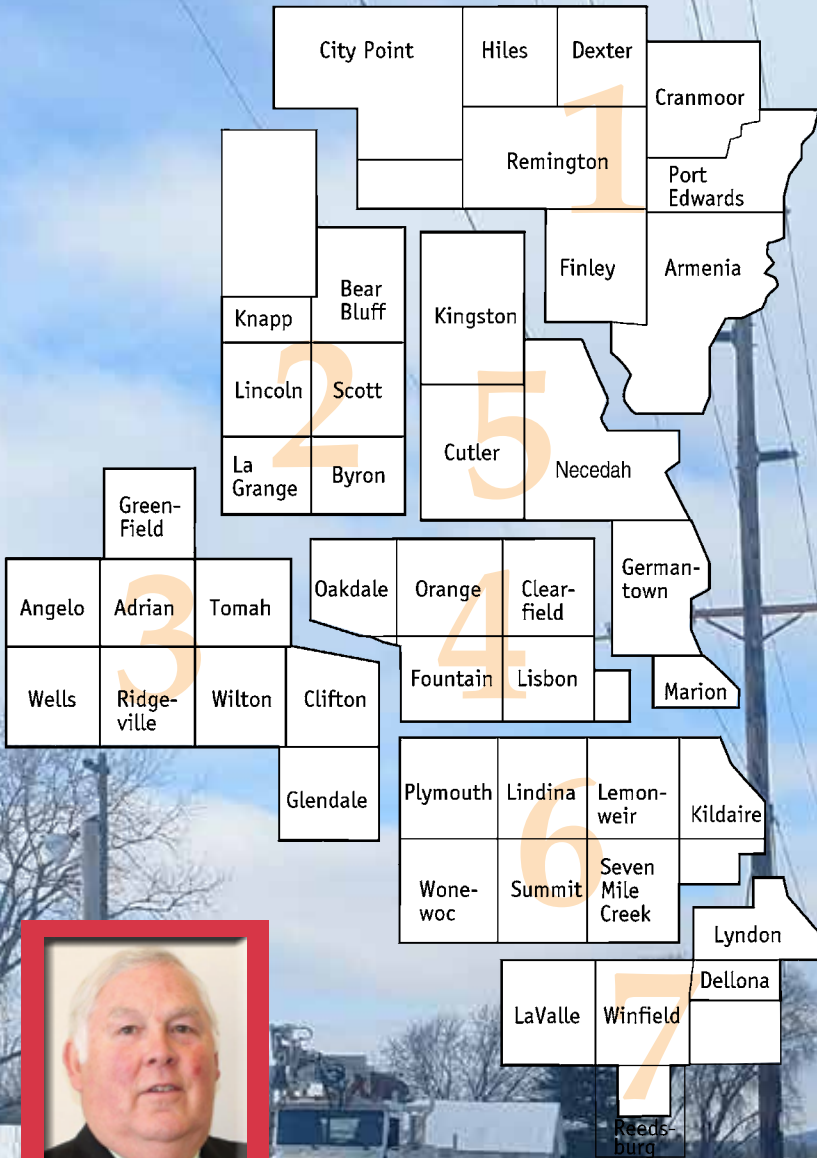 City Point
Hiles
Dexter
Cranmoor
1
Remington
Port
Edwards
Finley
Armenia
Bear
Bluff
Knapp
2
Lincoln
Scott
La
Grange
Byron
Kingston
5
Cutler
Necedah
German-
town
Marion
Green-
Field
Angelo
Adrian
Tomah
3
Wells
Ridge-
ville
Wilton
Clifton
Glendale
Oakdale
Orange
Clear-
field
4
Fountain
Lisbon
Plymouth
Lindina
Lemon-
weir
Kildaire
6
Wone-
woc
Summit
Seven
Mile
Creek
Lyndon
Dellona
7
LaValle
Winfield
Reeds-
burg